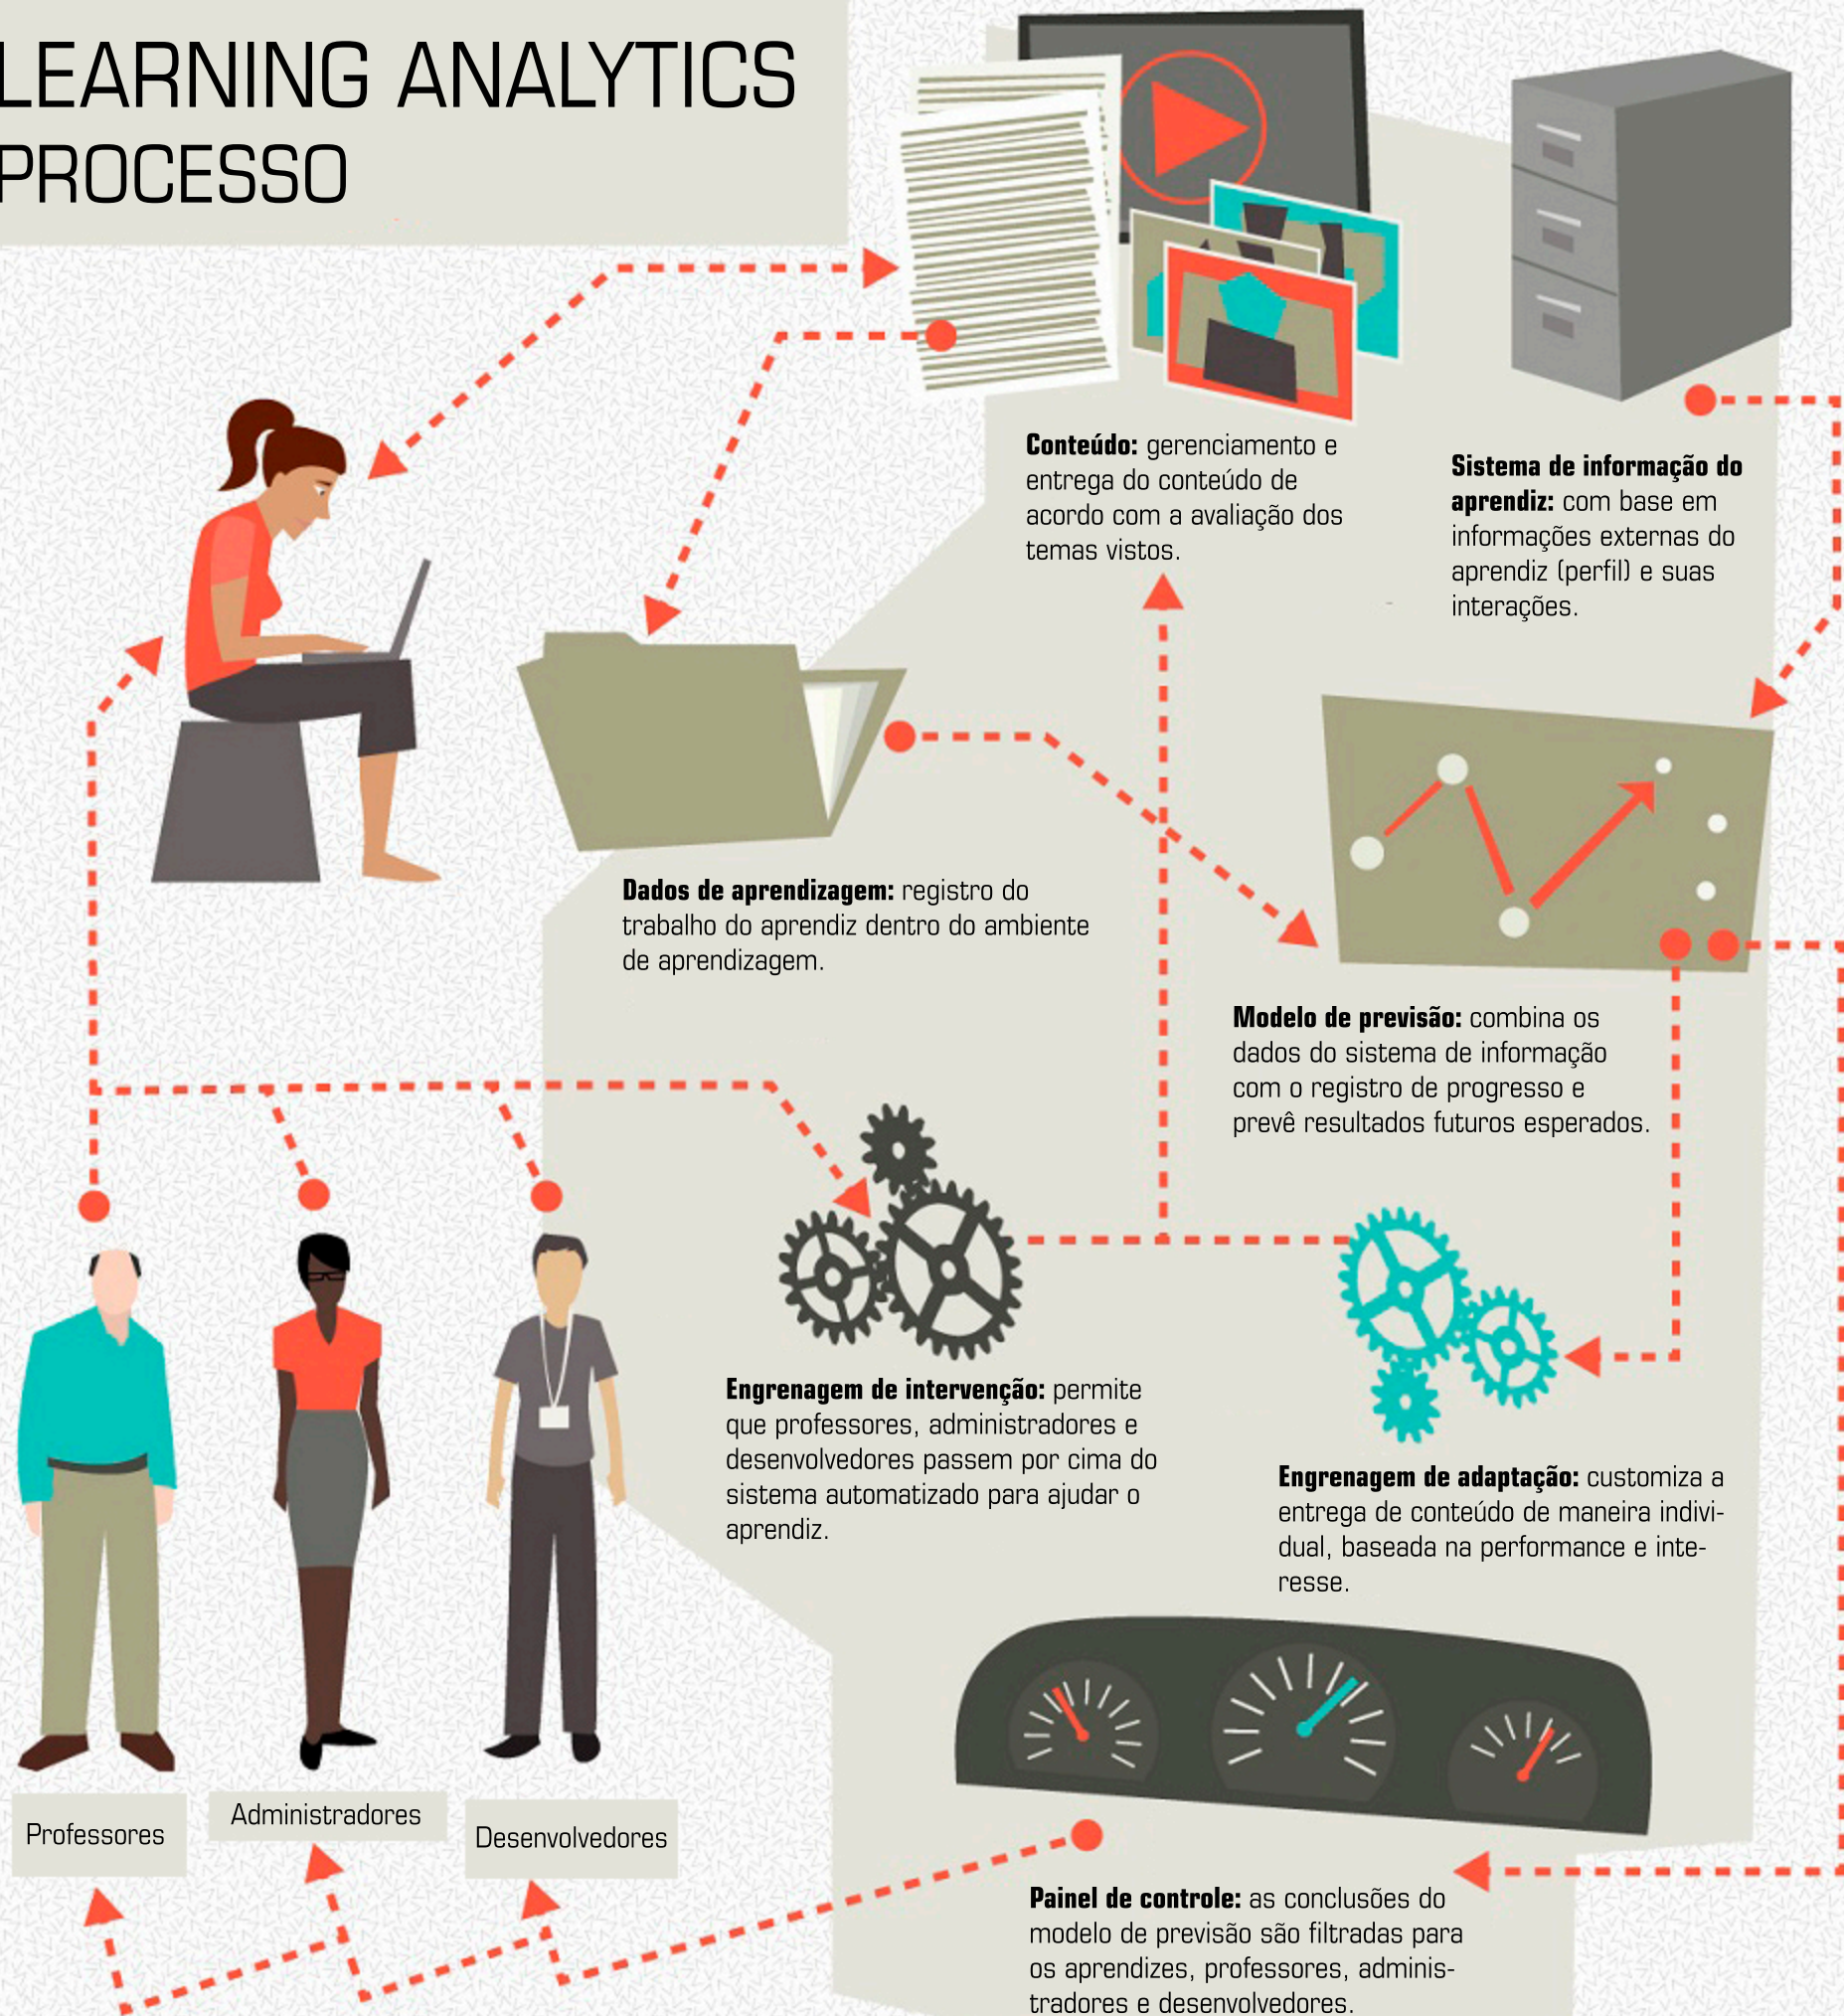 LEARNING ANALYTICS
PROCESSO
Conteúdo: gerenciamento e
entrega do conteúdo de
acordo com a avaliação dos
temas vistos.
Sistema de informação do
aprendiz: com base em
informações externas do
aprendiz (perfil) e suas
interações.
Dados de aprendizagem: registro do
trabalho do aprendiz dentro do ambiente
de aprendizagem.
Modelo de previsão: combina os
dados do sistema de informação
com o registro de progresso e
prevê resultados futuros esperados.
Engrenagem de intervenção: permite
que professores, administradores e
desenvolvedores passem por cima do
sistema automatizado para ajudar o
aprendiz.
Engrenagem de adaptação: customiza a
entrega de conteúdo de maneira indivi-
dual, baseada na performance e inte-
resse.
Professores
Administradores
Desenvolvedores
Painel de controle: as conclusões do
modelo de previsão são filtradas para
os aprendizes, professores, adminis-
tradores e desenvolvedores.